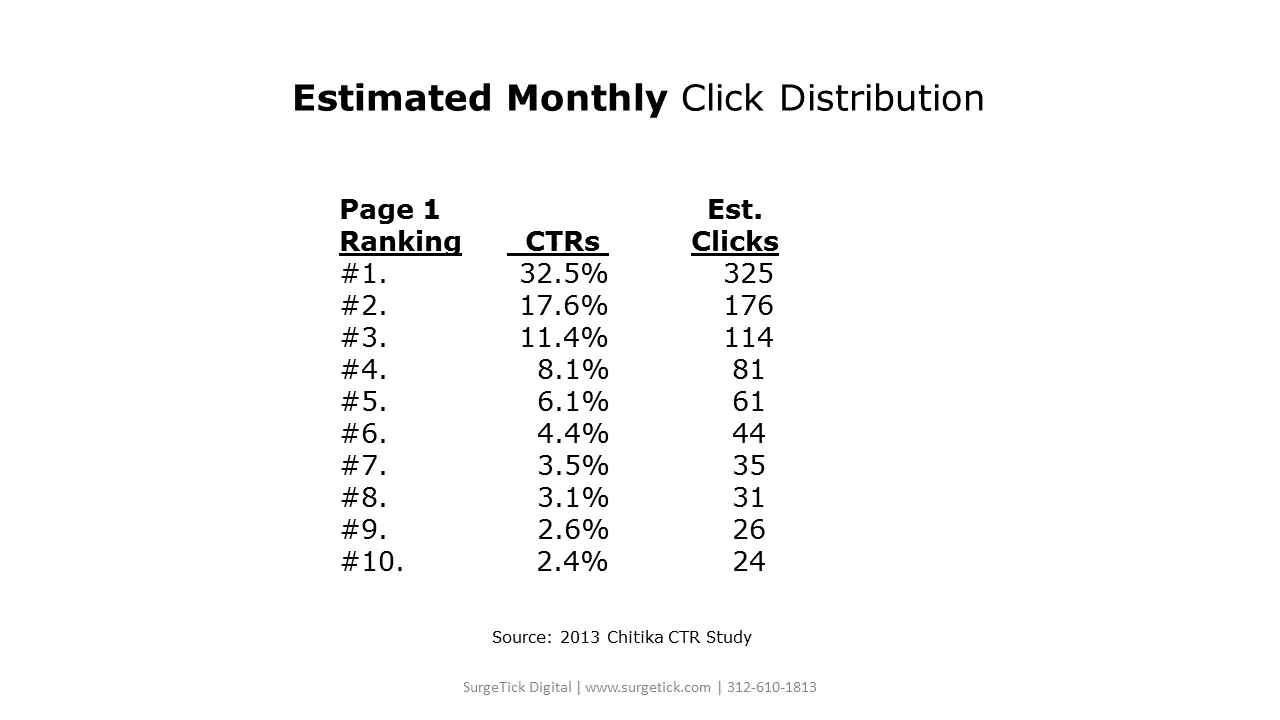 Estimated Monthly Click Distribution
Page 1 Est.
Ranking CTRs Clicks
#1. 32.5% 325
#2. 17.6% 176
#3. 11.4% 114
#4. 8.1% 81
#5. 6.1% 61
#6. 4.4% 44
#7. 3.5% 35
#8. 3.1% 31
#9. 2.6% 26
#10. 2.4% 24
Source: 2013 Chitika CTR Study
SurgeTick Digital | www.surgetick.com | 312-610-1813